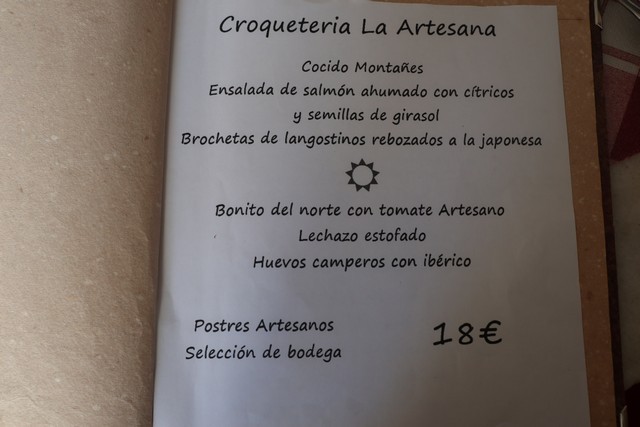 Croqueteria La Artesana
Cocido Montañes
Ensalada de salmón ahumado con cítricos
y semillas de girasol
Brochetas de langostinos rebozados a la japonesa
Bonito del norte con tomate Artesano
Lechazo estofado
Huevos camperos con ibérico
Postres Artesanos
Selección de bodega
18€